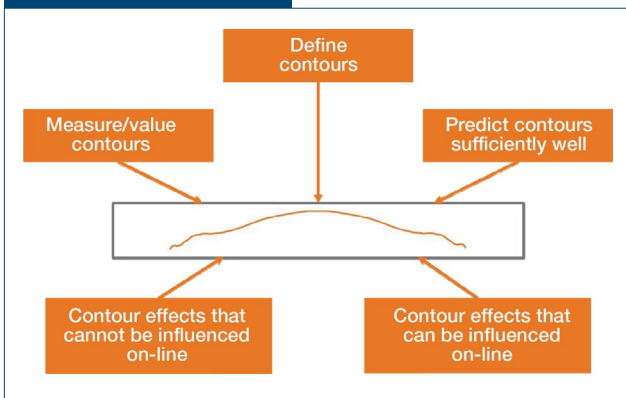 Define
contours
Measure/value
contours
Predict contours
sufficiently well
Contour effects that
cannot be influenced
on-line
Contour effects that
can be influenced
on-line